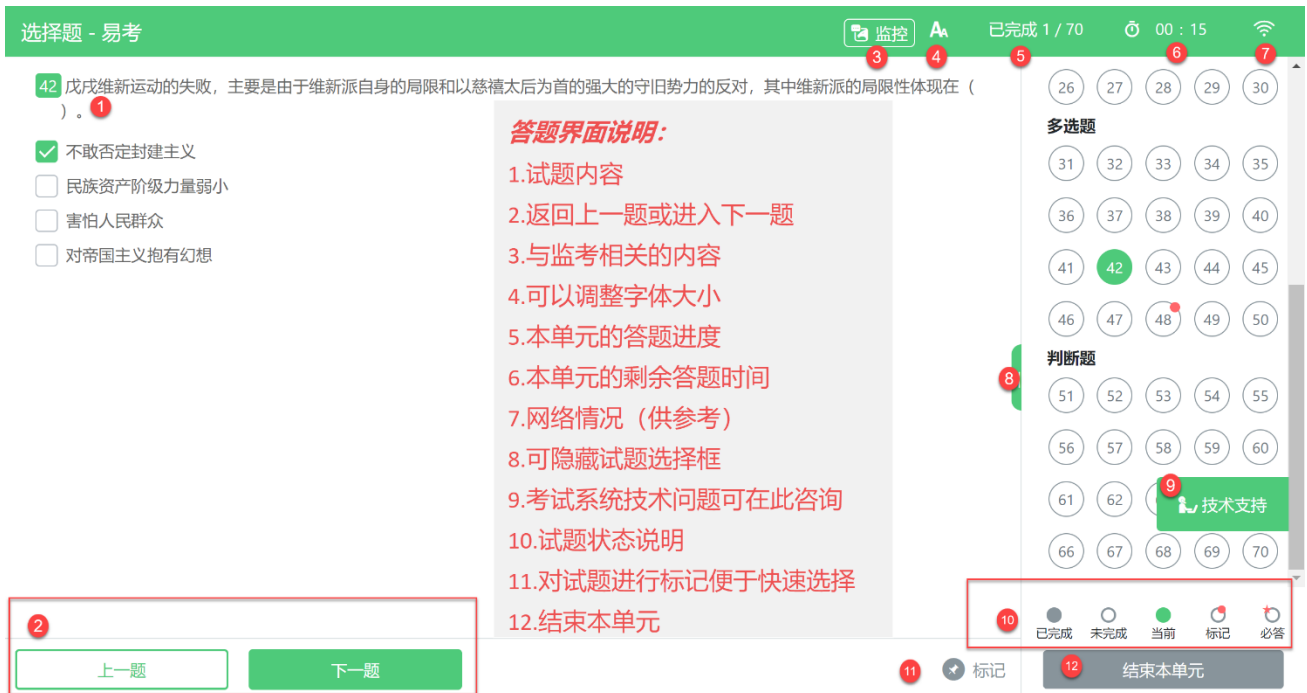 选择题 - 易考
监控
3
4
已完成 1 / 70
5
00 : 15
6
7
42 戊戌维新运动的失败，主要是由于维新派自身的局限和以慈禧太后为首的强大的守旧势力的反对，其中维新派的局限性体现在（
）。
1
不敢否定封建主义
民族资产阶级力量弱小
害怕人民群众
对帝国主义抱有幻想
答题界面说明：
1.试题内容
2.返回上一题或进入下一题
3.与监考相关的内容
4.可以调整字体大小
5.本单元的答题进度
6.本单元的剩余答题时间
7.网络情况（供参考）
8.可隐藏试题选择框
9.考试系统技术问题可在此咨询
10.试题状态说明
11.对试题进行标记便于快速选择
12.结束本单元
26 27 28 29 30
多选题
31 32 33 34 35
36 37 38 39 40
41 42 43 44 45
46 47 48 49 50
判断题
8
51 52 53 54 55
56 57 58 59 60
61 62
9
技术支持
66 67 68 69 70
10
已完成 未完成 当前 标记 必答
2
上一题
下一题
11
标记
12
结束本单元